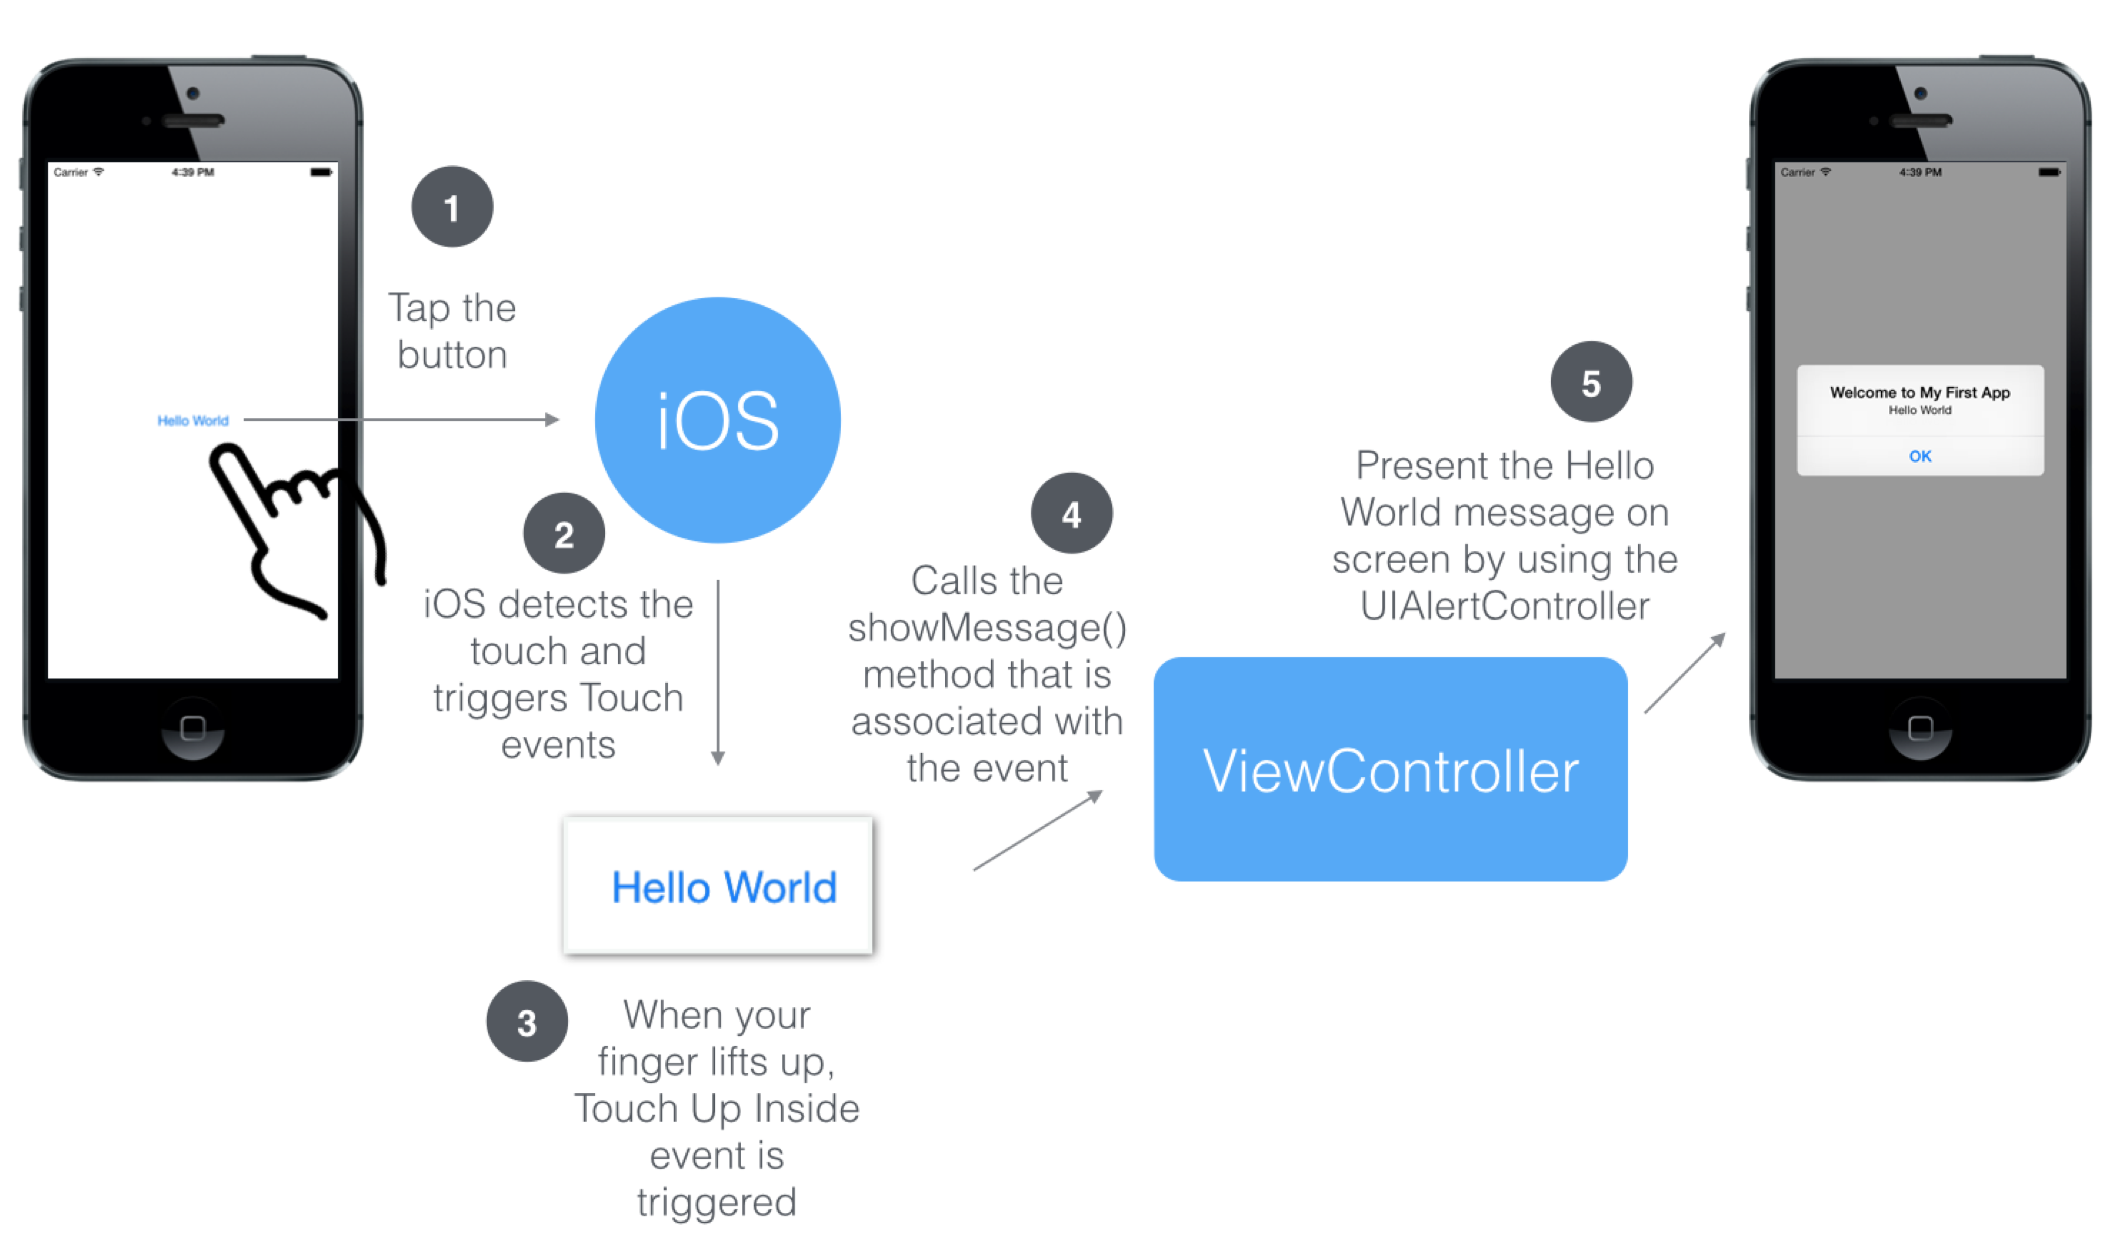 Carrier
4:39 PM
Hello World
1
Tap the
button
iOS
2
iOS detects the
touch and
triggers Touch
events
Hello World
3
When your
finger lifts up,
Touch Up Inside
event is
triggered
4
Calls the
showMessage()
method that is
associated with
the event
ViewController
5
Present the Hello
World message on
screen by using the
UIAlertController
Carrier
4:39 PM
Welcome to My First App
Hello World
OK